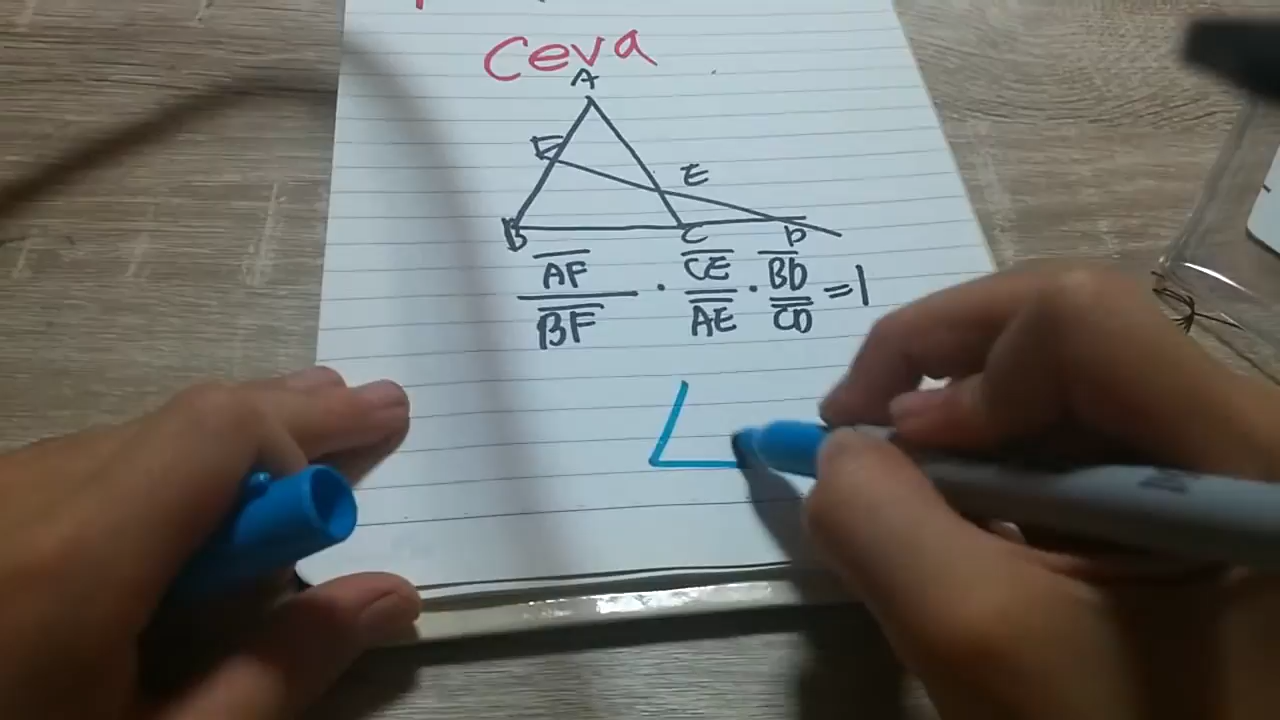 Ceva
A
F
E
B C D
AF CE BD
— · — · — =1
BF AE CD